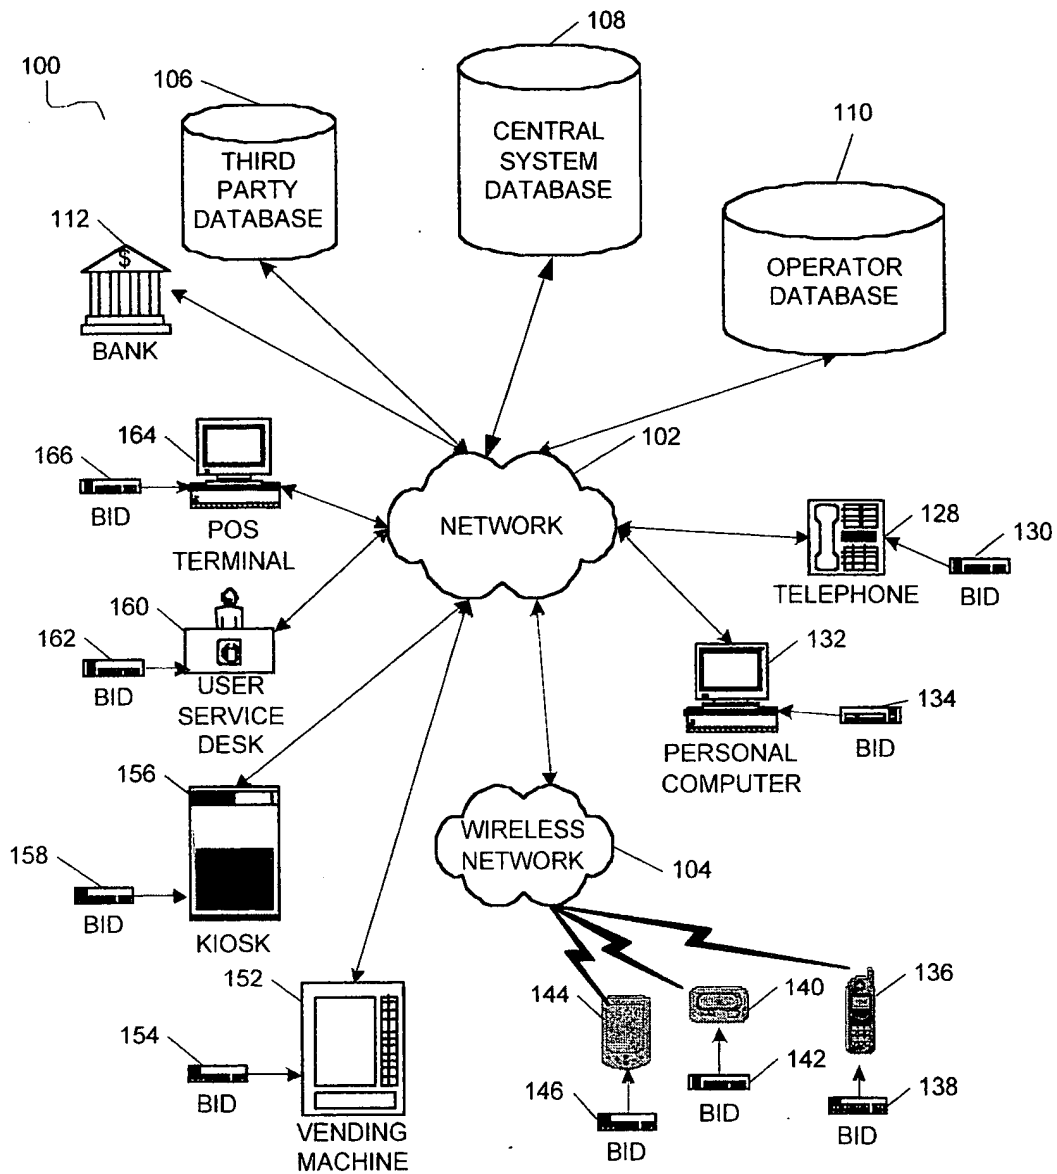 108
100
106
CENTRAL
SYSTEM
DATABASE
110
THIRD
PARTY
DATABASE
112
$
OPERATOR
DATABASE
BANK
164
102
166
BID
POS
TERMINAL
NETWORK
128
130
TELEPHONE
BID
160
162
BID
USER
SERVICE
DESK
132
134
BID
PERSONAL
COMPUTER
156
158
BID
KIOSK
WIRELESS
NETWORK
104
152
154
BID
VENDING
MACHINE
144
140
136
146
BID
142
BID
138
BID